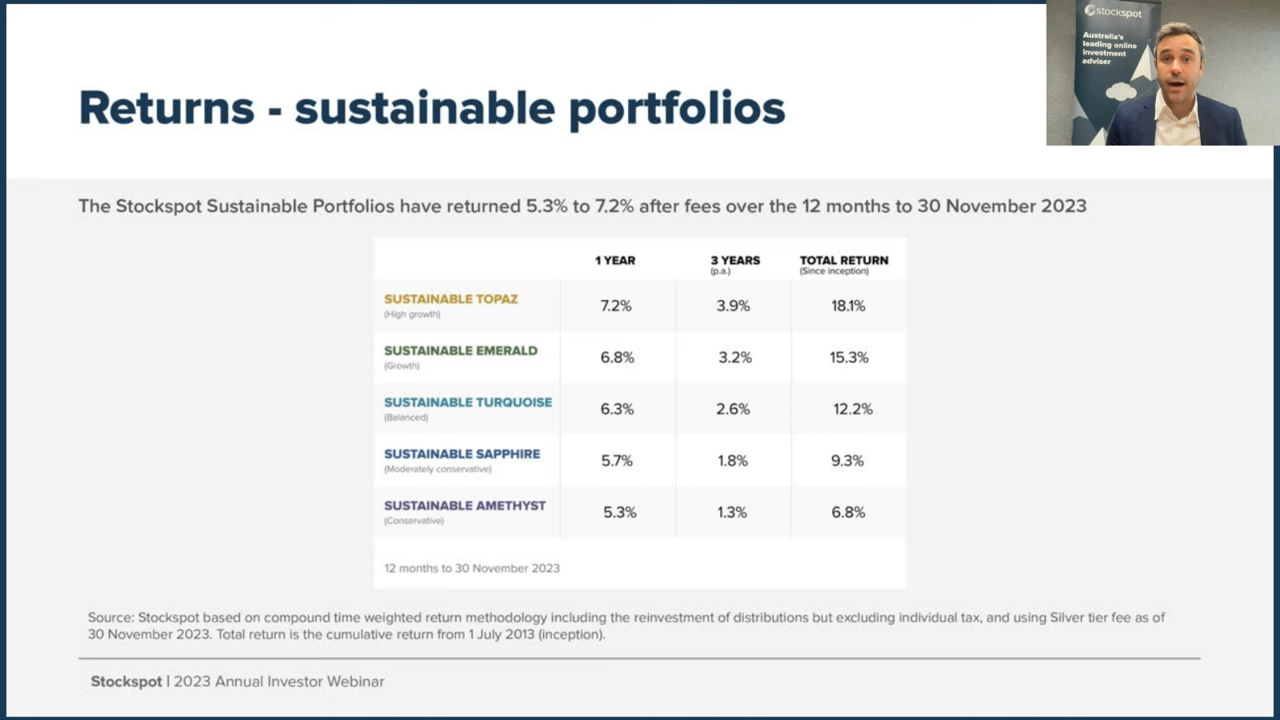 stockspot
Australia's
leading online
investment
adviser
Returns - sustainable portfolios
The Stockspot Sustainable Portfolios have returned 5.3% to 7.2% after fees over the 12 months to 30 November 2023
1 YEAR 3 YEARS TOTAL RETURN
(p.a.) (Since inception)
SUSTAINABLE TOPAZ 7.2% 3.9% 18.1%
(High growth)
SUSTAINABLE EMERALD 6.8% 3.2% 15.3%
(Growth)
SUSTAINABLE TURQUOISE 6.3% 2.6% 12.2%
(Balanced)
SUSTAINABLE SAPPHIRE 5.7% 1.8% 9.3%
(Moderately conservative)
SUSTAINABLE AMETHYST 5.3% 1.3% 6.8%
(Conservative)
12 months to 30 November 2023
Source: Stockspot based on compound time weighted return methodology including the reinvestment of distributions but excluding individual tax, and using Silver tier fee as of
30 November 2023. Total return is the cumulative return from 1 July 2013 (inception).
Stockspot | 2023 Annual Investor Webinar